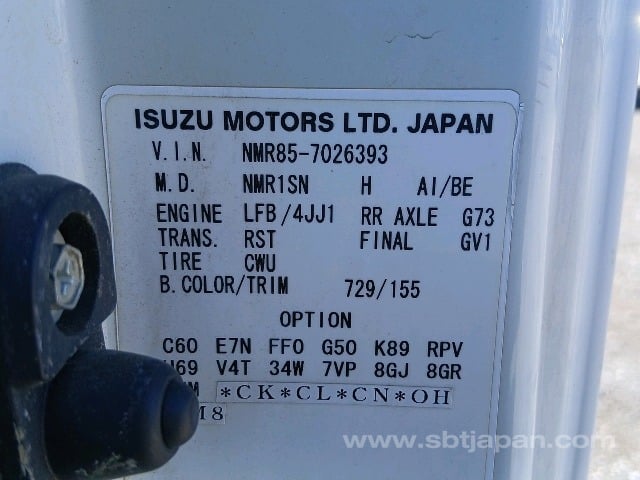 ISUZU MOTORS LTD. JAPAN
V.I.N. NMR85-7026393
M.D. NMR1SN H AI/BE
ENGINE LFB/4JJ1 RR AXLE G73
TRANS. RST FINAL GV1
TIRE CWU
B.COLOR/TRIM 729/155
OPTION
C60 E7N FF0 G50 K89 RPV
V4T 34W 7VP 8GJ 8GR
*CK*CL*CN*OH
www.sbtjapan.com